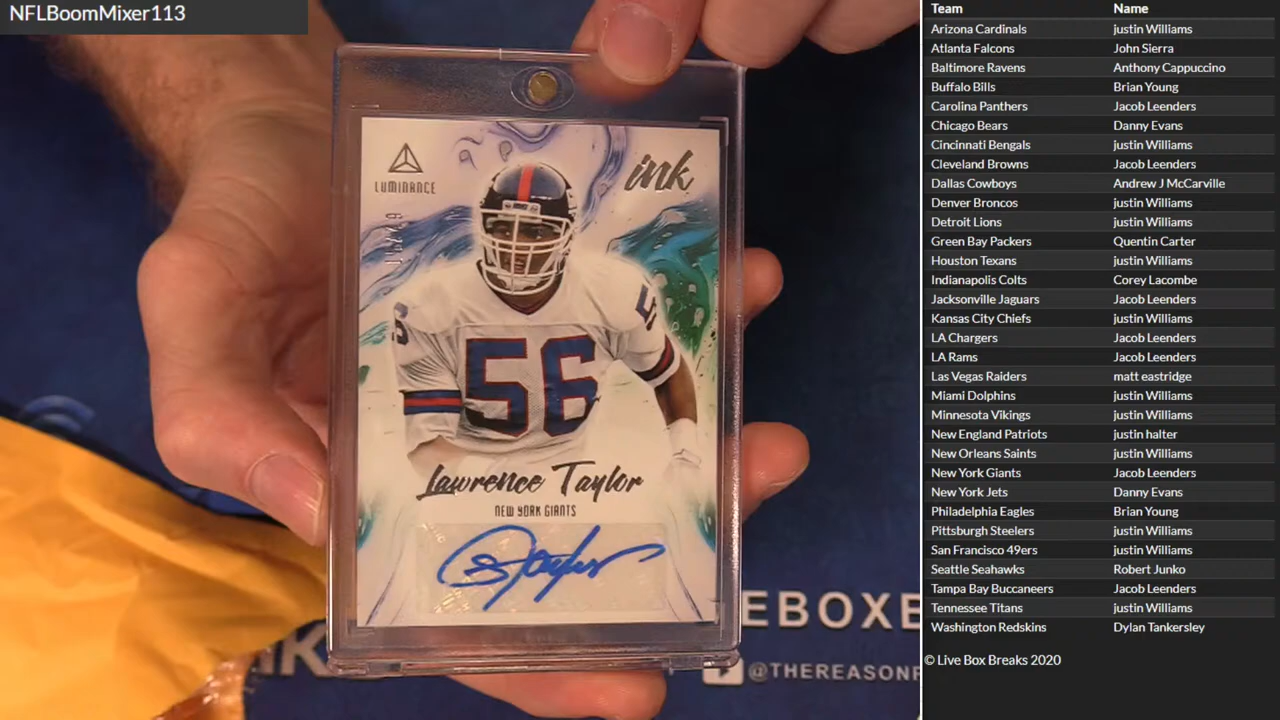 NFLBoomMixer113
LUMINANCE
ink
56
Lawrence Taylor
NEW YORK GIANTS
EBOXB
@THEREASONF
Team Name
Arizona Cardinals justin Williams
Atlanta Falcons John Sierra
Baltimore Ravens Anthony Cappuccino
Buffalo Bills Brian Young
Carolina Panthers Jacob Leenders
Chicago Bears Danny Evans
Cincinnati Bengals justin Williams
Cleveland Browns Jacob Leenders
Dallas Cowboys Andrew J McCarville
Denver Broncos justin Williams
Detroit Lions justin Williams
Green Bay Packers Quentin Carter
Houston Texans justin Williams
Indianapolis Colts Corey Lacombe
Jacksonville Jaguars Jacob Leenders
Kansas City Chiefs justin Williams
LA Chargers Jacob Leenders
LA Rams Jacob Leenders
Las Vegas Raiders matt eastridge
Miami Dolphins justin Williams
Minnesota Vikings justin Williams
New England Patriots justin halter
New Orleans Saints justin Williams
New York Giants Jacob Leenders
New York Jets Danny Evans
Philadelphia Eagles Brian Young
Pittsburgh Steelers justin Williams
San Francisco 49ers justin Williams
Seattle Seahawks Robert Junko
Tampa Bay Buccaneers Jacob Leenders
Tennessee Titans justin Williams
Washington Redskins Dylan Tankersley
© Live Box Breaks 2020